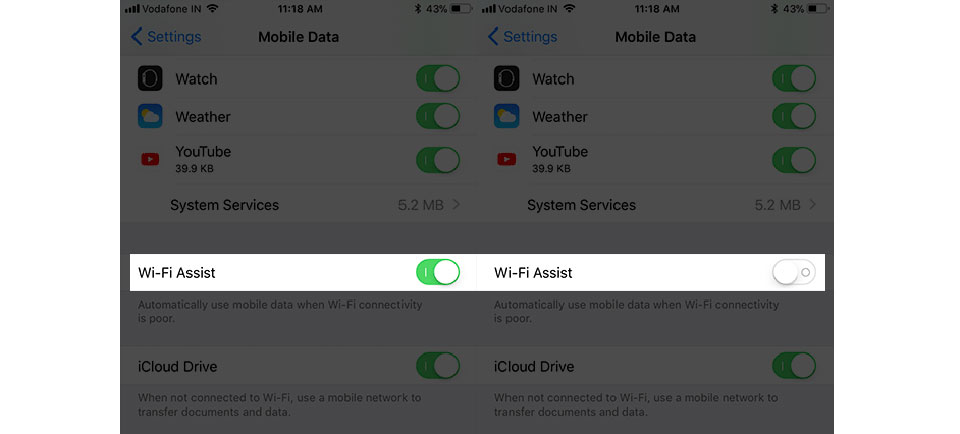 Vodafone IN 11:18 AM 43%
Settings Mobile Data
Watch
Weather
YouTube
39.9 KB
System Services 5.2 MB
Wi-Fi Assist
Automatically use mobile data when Wi-Fi connectivity
is poor.
iCloud Drive
When not connected to Wi-Fi, use a mobile network to
transfer documents and data.
Vodafone IN 11:18 AM 43%
Settings Mobile Data
Watch
Weather
YouTube
39.9 KB
System Services 5.2 MB
Wi-Fi Assist
Automatically use mobile data when Wi-Fi connectivity
is poor.
iCloud Drive
When not connected to Wi-Fi, use a mobile network to
transfer documents and data.